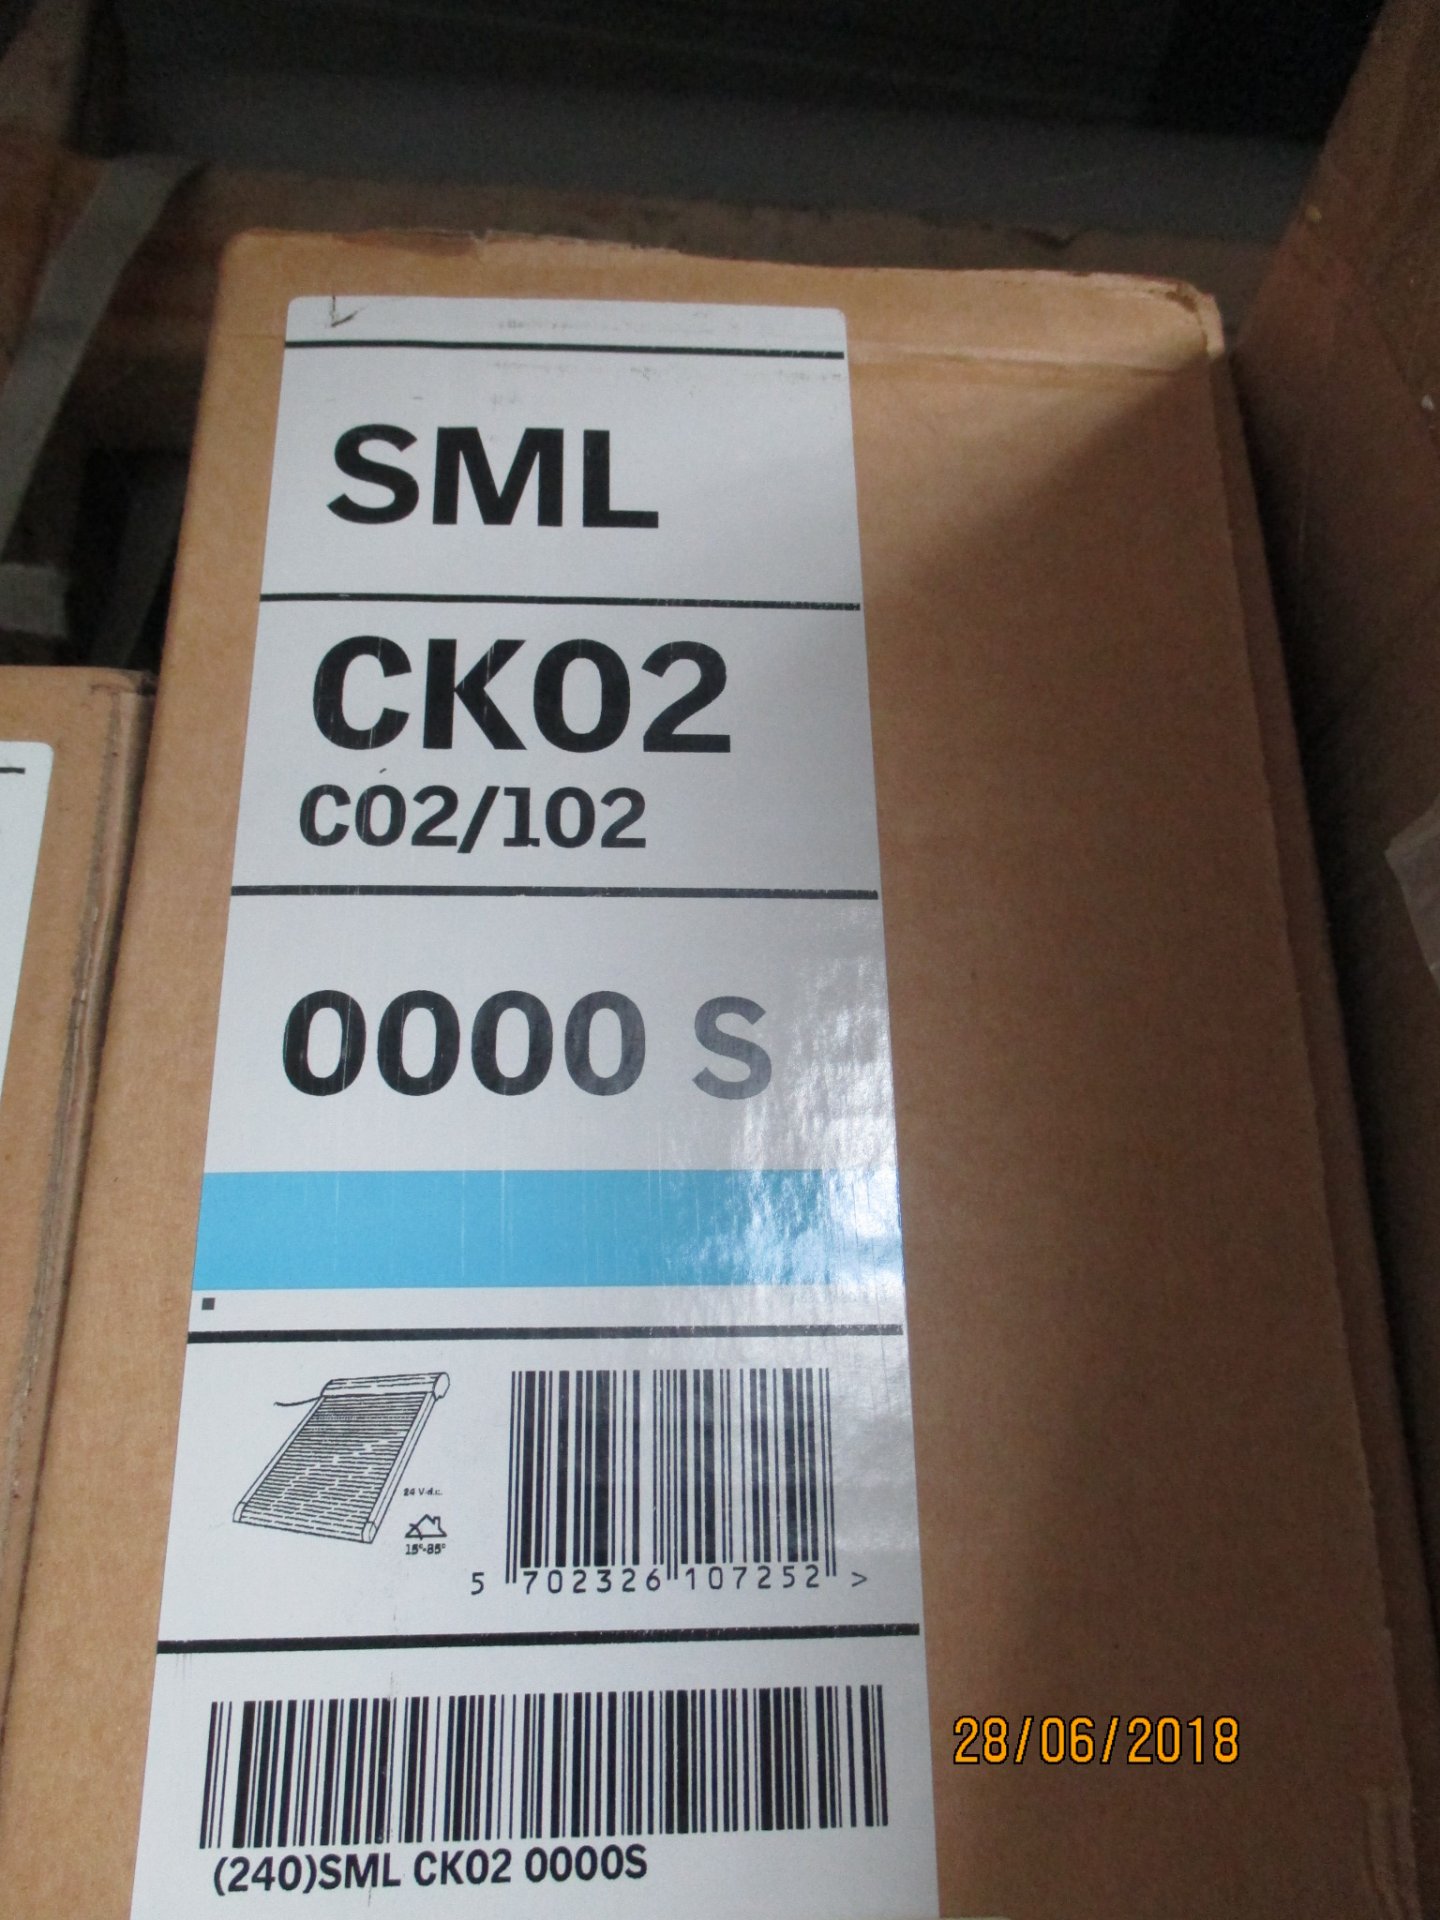 SML
CK02
C02/102
0000 S
24 V d.c.
15°-85°
5 702326 107252 >
(240)SML CK02 0000S
28/06/2018